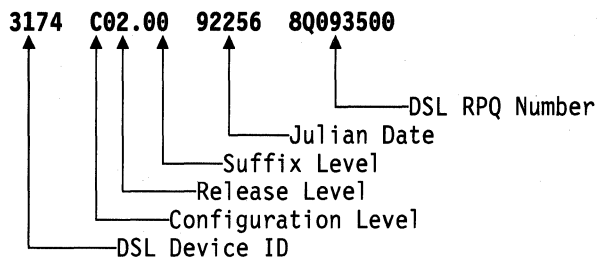 3174 C02.00 92256 8Q093500
DSL RPQ Number
Julian Date
Suffix Level
Release Level
Configuration Level
DSL Device ID